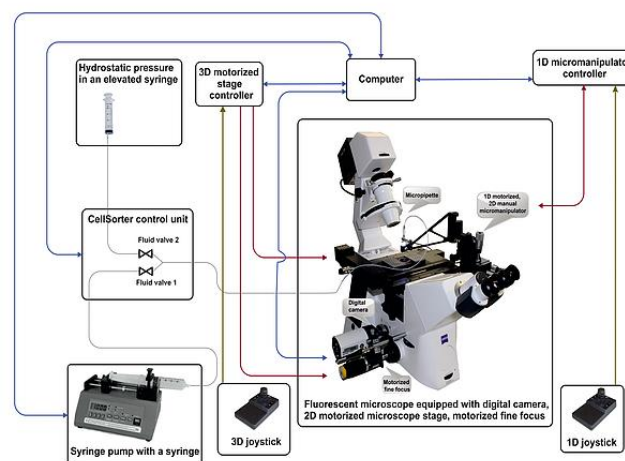 Hydrostatic pressure
in an elevated syringe
3D motorized
stage
controller
Computer
1D micromanipulator
controller
Micropipette
1D motorized,
2D manual
micromanipulator
CellSorter control unit
Fluid valve 2
Fluid valve 1
Digital
camera
Motorized
fine focus
Fluorescent microscope equipped with digital camera,
2D motorized microscope stage, motorized fine focus
Syringe pump with a syringe
3D joystick
1D joystick